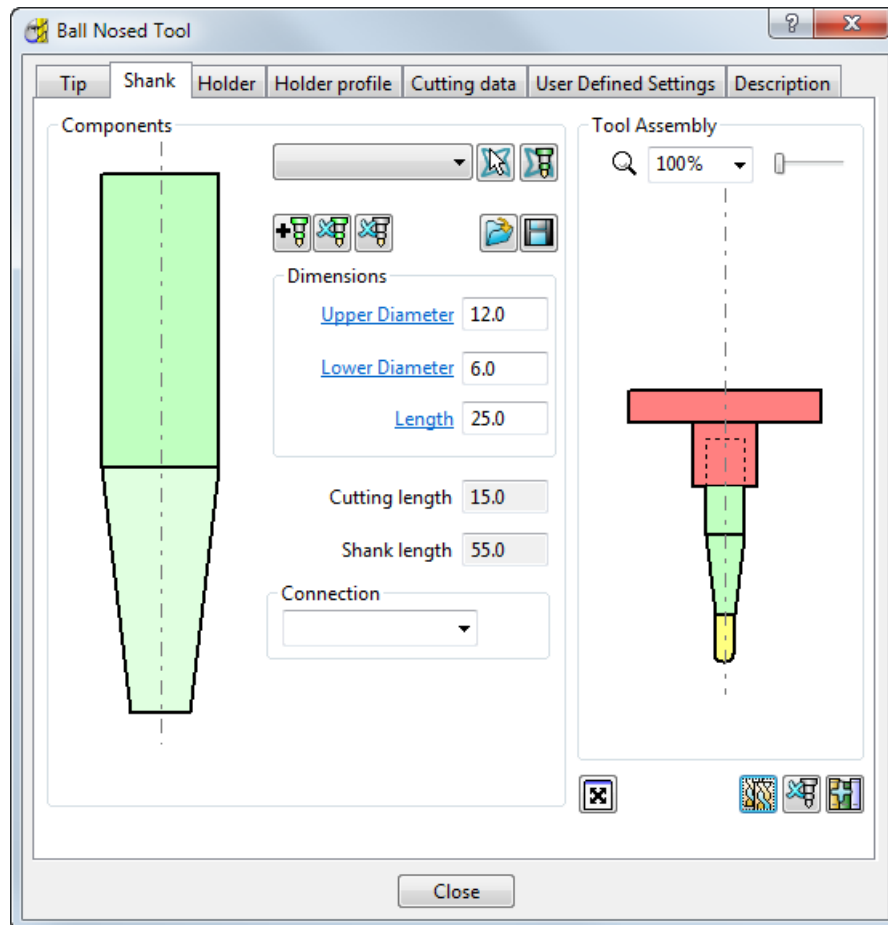 Ball Nosed Tool
?
Tip Shank Holder Holder profile Cutting data User Defined Settings Description
Components
Tool Assembly
100%
Dimensions
Upper Diameter 12.0
Lower Diameter 6.0
Length 25.0
Cutting length 15.0
Shank length 55.0
Connection
Close